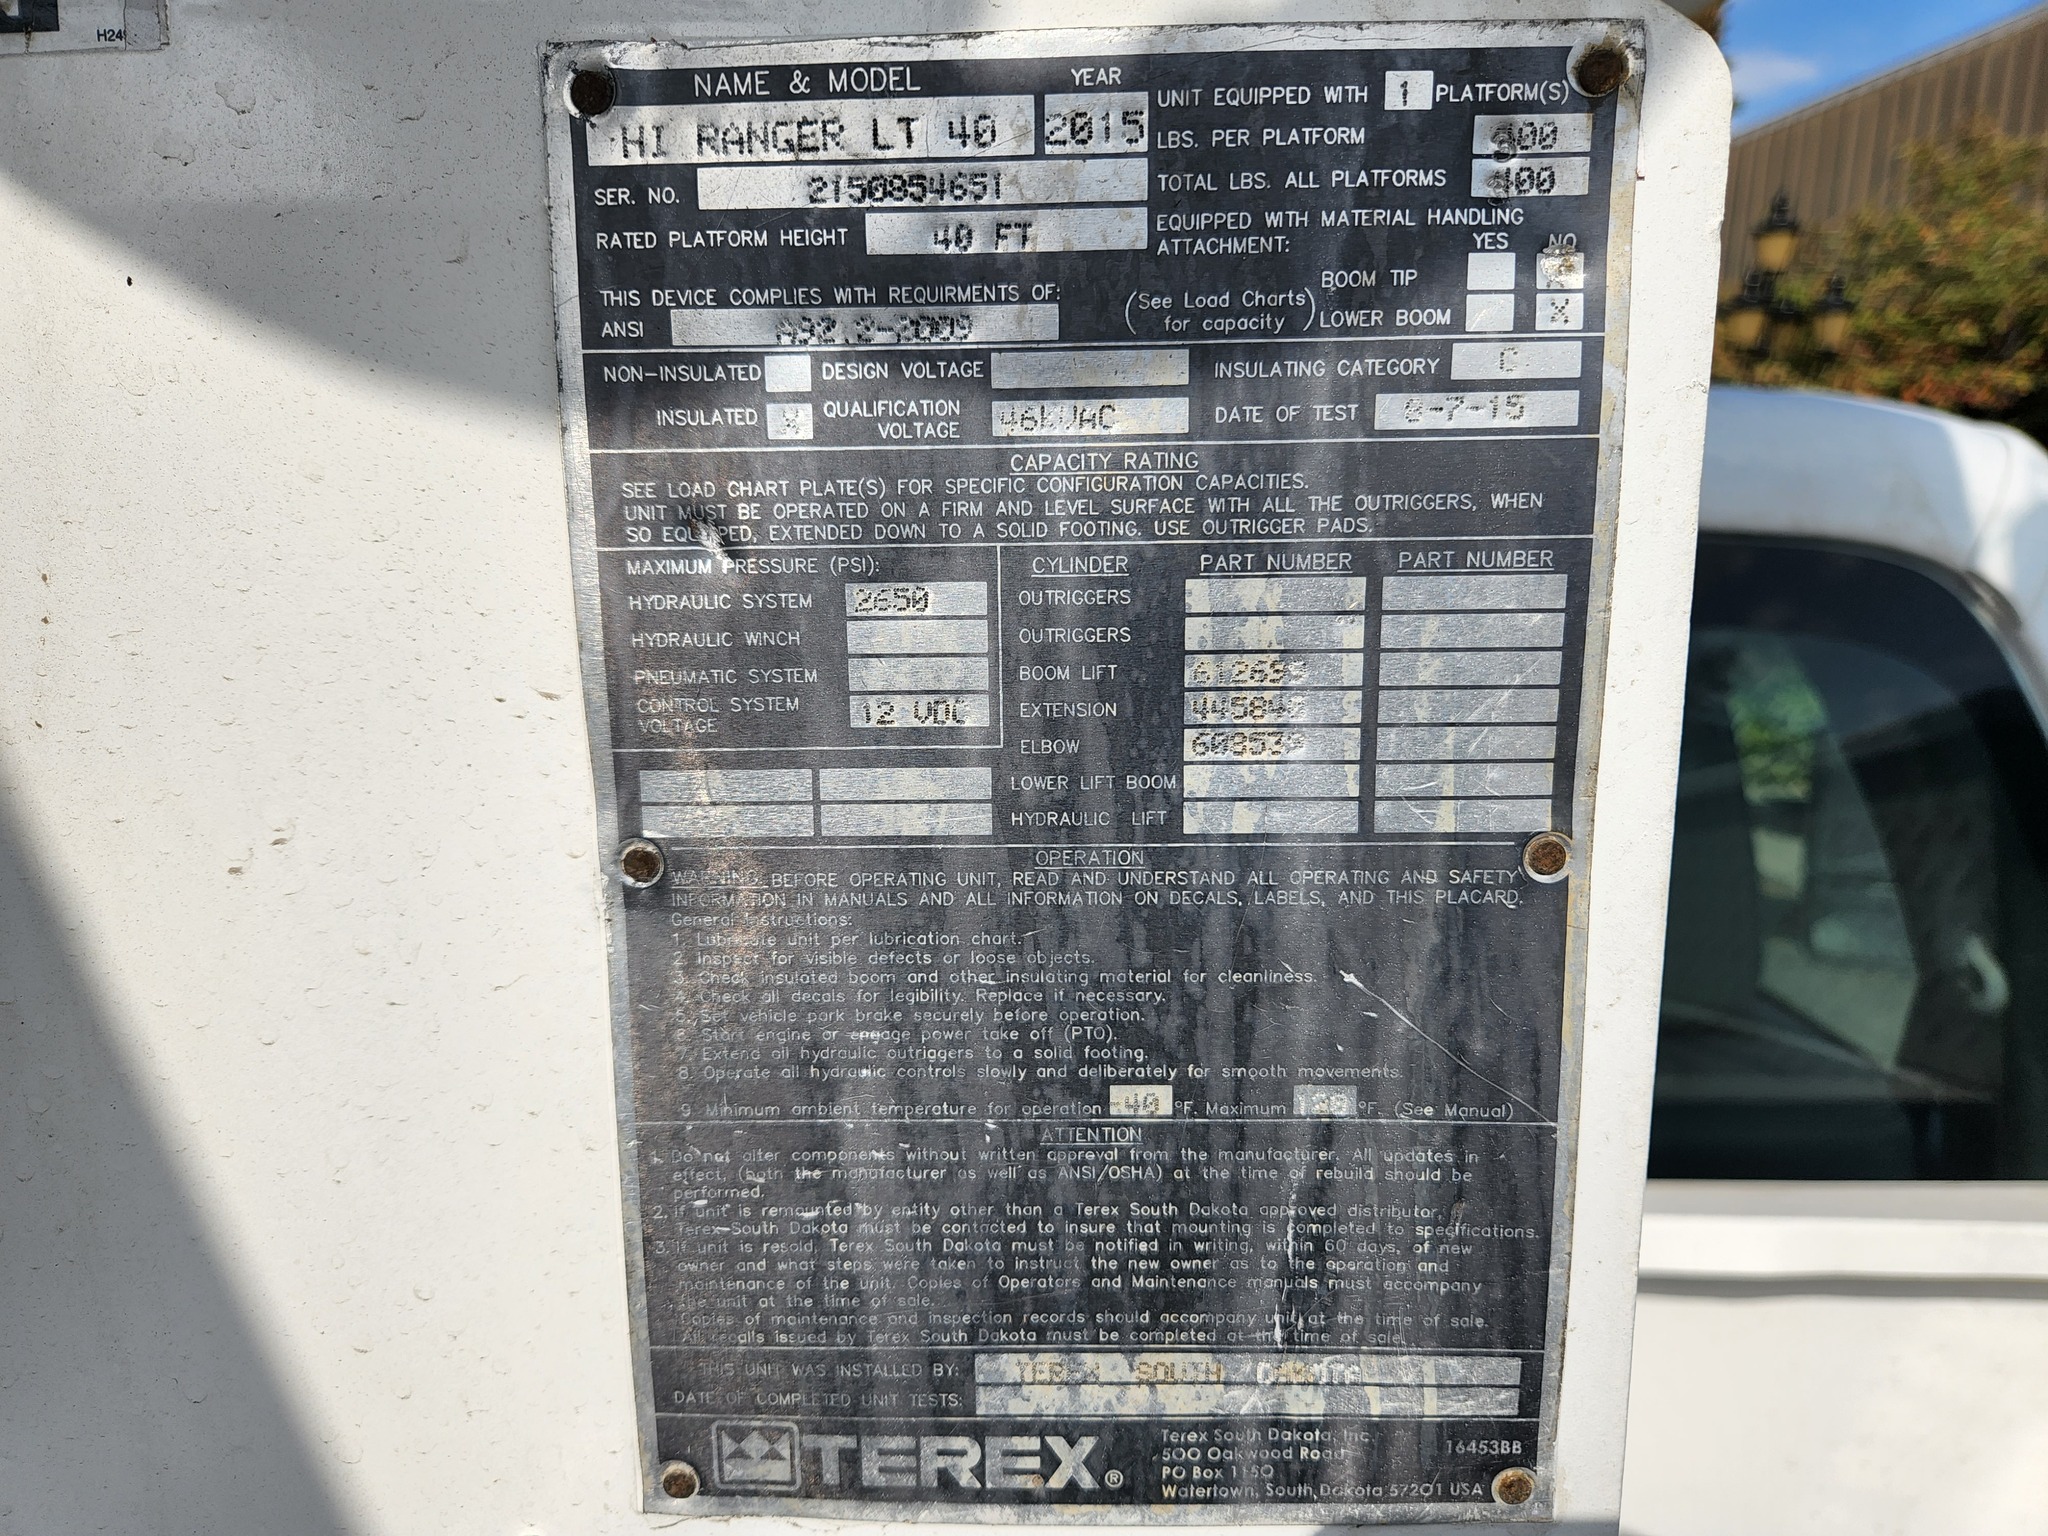 NAME & MODEL
YEAR
HI RANGER LT 40
2015
UNIT EQUIPPED WITH 1 PLATFORM(S)
LBS. PER PLATFORM
SER. NO. 2150854651
TOTAL LBS. ALL PLATFORMS 400
RATED PLATFORM HEIGHT 40 FT
EQUIPPED WITH MATERIAL HANDLING
ATTACHMENT:
YES
NO
BOOM TIP
THIS DEVICE COMPLIES WITH REQUIRMENTS OF:
ANSI A92.2-2009
(See Load Charts
for capacity)
LOWER BOOM X
NON-INSULATED
DESIGN VOLTAGE
INSULATING CATEGORY C
INSULATED X
QUALIFICATION
VOLTAGE
46kVAC
DATE OF TEST
CAPACITY RATING
SEE LOAD CHART PLATE(S) FOR SPECIFIC CONFIGURATION CAPACITIES.
UNIT MUST BE OPERATED ON A FIRM AND LEVEL SURFACE WITH ALL THE OUTRIGGERS, WHEN
SO EQUIPPED, EXTENDED DOWN TO A SOLID FOOTING. USE OUTRIGGER PADS.
MAXIMUM PRESSURE (PSI):
HYDRAULIC SYSTEM 2650
HYDRAULIC WINCH
PNEUMATIC SYSTEM
CONTROL SYSTEM
VOLTAGE
12 VDC
CYLINDER
PART NUMBER
PART NUMBER
OUTRIGGERS
OUTRIGGERS
BOOM LIFT
EXTENSION
ELBOW
LOWER LIFT BOOM
HYDRAULIC LIFT
OPERATION
WARNING: BEFORE OPERATING UNIT, READ AND UNDERSTAND ALL OPERATING AND SAFETY
INFORMATION IN MANUALS AND ALL INFORMATION ON DECALS, LABELS, AND THIS PLACARD.
General Instructions:
1. Lubricate unit per lubrication chart.
2. Inspect for visible defects or loose objects.
3. Check insulated boom and other insulating material for cleanliness.
4. Check all decals for legibility. Replace if necessary.
5. Set vehicle park brake securely before operation.
6. Start engine or engage power take off (PTO).
7. Extend all hydraulic outriggers to a solid footing.
8. Operate all hydraulic controls slowly and deliberately for smooth movements.
9. Minimum ambient temperature for operation -40 °F. Maximum °F. (See Manual)
ATTENTION
1. Do not alter components without written approval from the manufacturer. All updates in
effect, (both the manufacturer as well as ANSI/OSHA) at the time of rebuild should be
performed.
2. If unit is remounted by entity other than a Terex South Dakota approved distributor,
Terex-South Dakota must be contacted to insure that mounting is completed to specifications.
3. If unit is resold, Terex South Dakota must be notified in writing, within 60 days, of new
owner and what steps were taken to instruct the new owner as to the operation and
maintenance of the unit. Copies of Operators and Maintenance manuals must accompany
the unit at the time of sale.
Copies of maintenance and inspection records should accompany unit at the time of sale.
All recalls issued by Terex South Dakota must be completed at the time of sale.
THIS UNIT WAS INSTALLED BY: TEREX SOUTH DAKOTA
DATE OF COMPLETED UNIT TESTS:
TEREX®
Terex South Dakota, Inc.
500 Oakwood Road
PO Box 1150
Watertown, South Dakota 57201 USA
16453BB